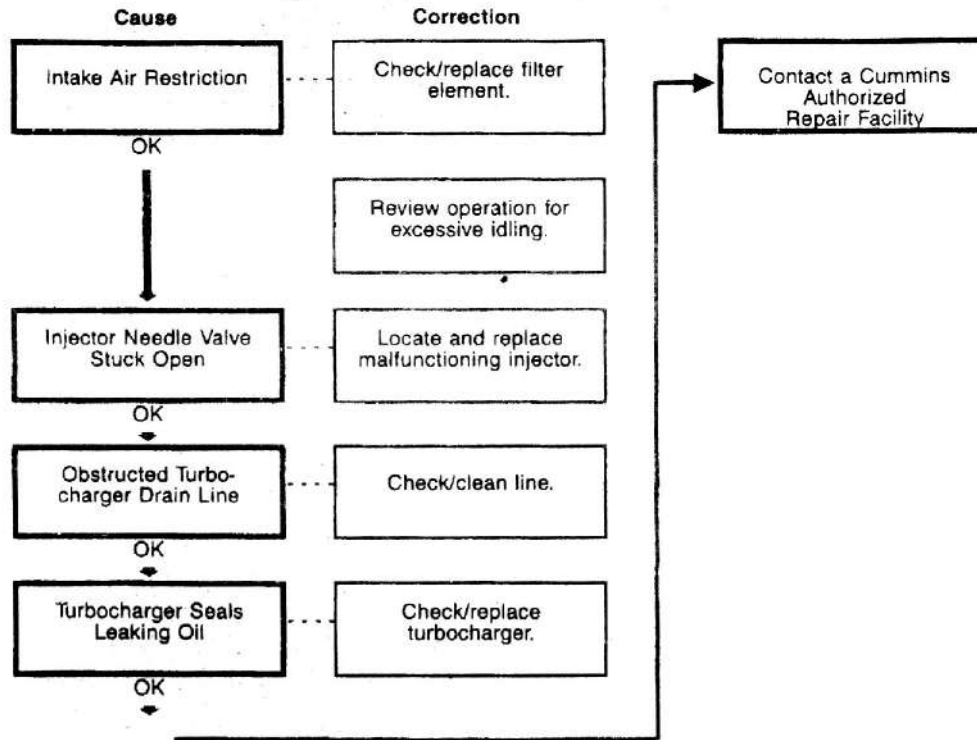 Cause
Correction
Intake Air Restriction
Check/replace filter
element.
Contact a Cummins
Authorized
Repair Facility
OK
Review operation for
excessive idling.
Injector Needle Valve
Stuck Open
Locate and replace
malfunctioning injector.
OK
Obstructed Turbo-
charger Drain Line
Check/clean line.
OK
Turbocharger Seals
Leaking Oil
Check/replace
turbocharger.
OK